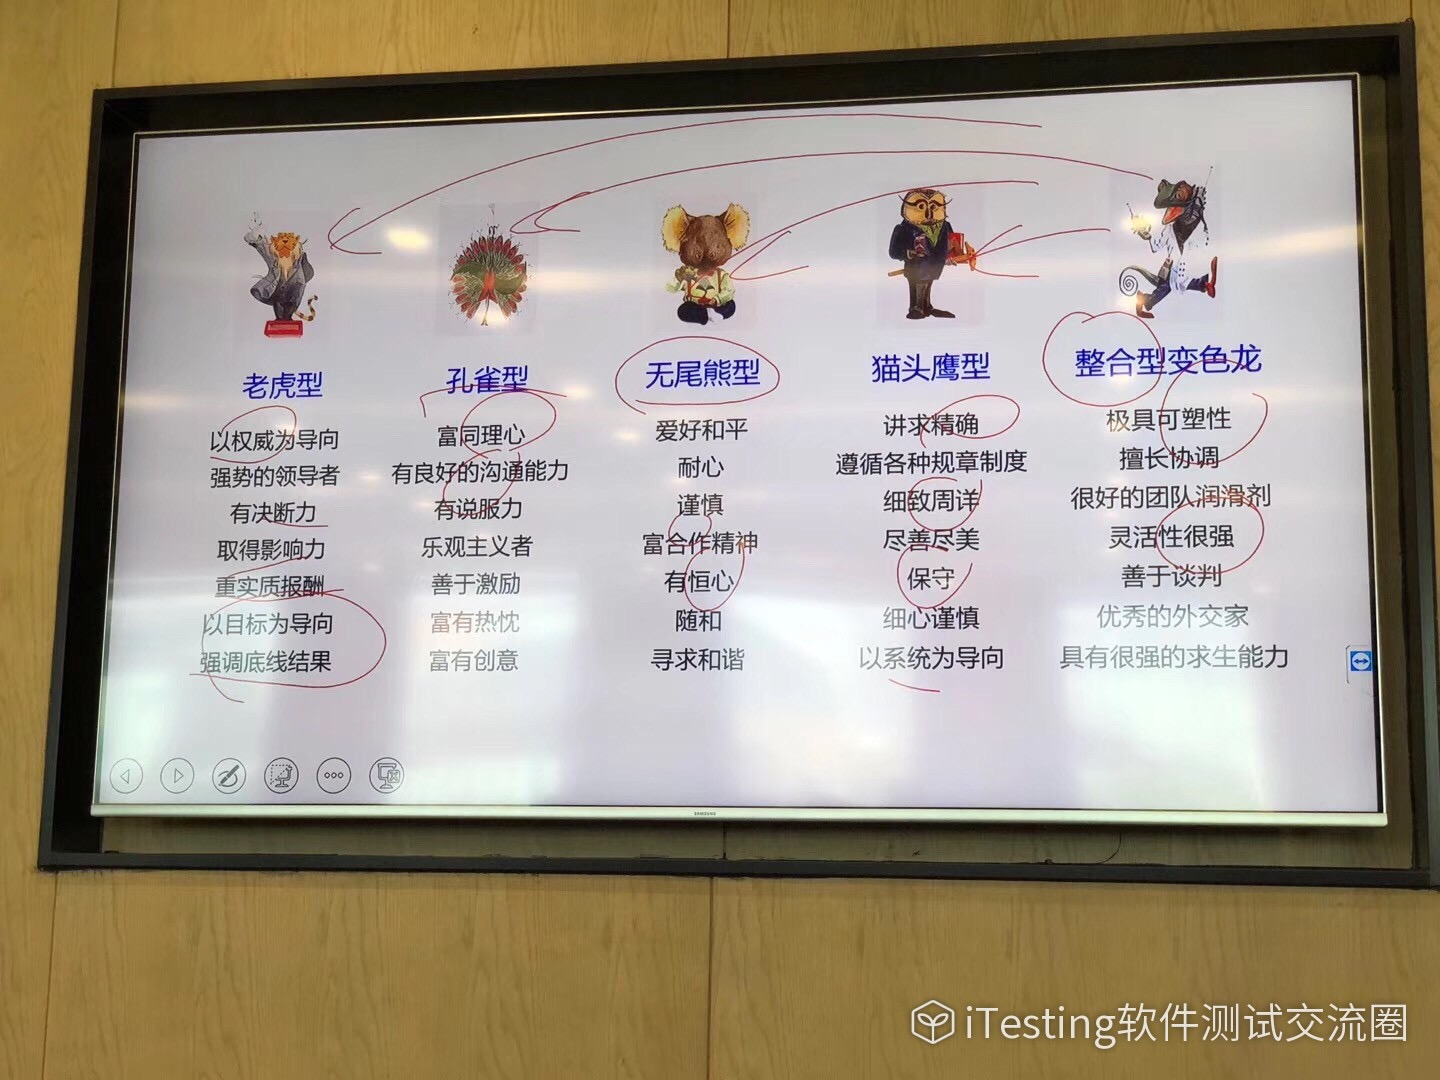 老虎型
以权威为导向
强势的领导者
有决断力
取得影响力
重实质报酬
以目标为导向
强调底线结果
孔雀型
富同理心
有良好的沟通能力
有说服力
乐观主义者
善于激励
富有热忱
富有创意
无尾熊型
爱好和平
耐心
谨慎
富合作精神
有恒心
随和
寻求和谐
猫头鹰型
讲求精确
遵循各种规章制度
细致周详
尽善尽美
保守
细心谨慎
以系统为导向
整合型变色龙
极具可塑性
擅长协调
很好的团队润滑剂
灵活性很强
善于谈判
优秀的外交家
具有很强的求生能力
SAMSUNG
iTesting软件测试交流圈